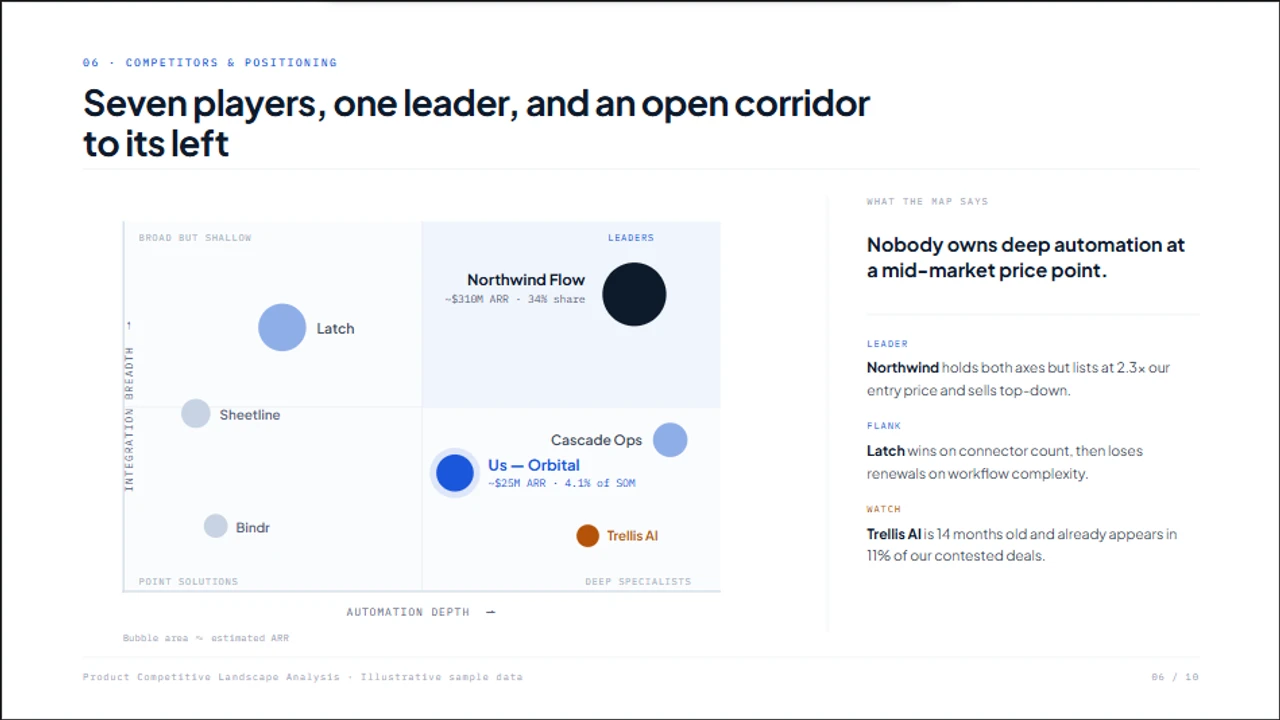 06 · COMPETITORS & POSITIONING
Seven players, one leader, and an open corridor
to its left
BROAD BUT SHALLOW
LEADERS
Northwind Flow
~$310M ARR · 34% share
Latch
INTEGRATION BREADTH →
Sheetline
Cascade Ops
Us — Orbital
~$25M ARR · 4.1% of SOM
Bindr
Trellis AI
POINT SOLUTIONS
DEEP SPECIALISTS
AUTOMATION DEPTH →
Bubble area ≈ estimated ARR
WHAT THE MAP SAYS
Nobody owns deep automation at
a mid-market price point.
LEADER
Northwind holds both axes but lists at 2.3× our
entry price and sells top-down.
FLANK
Latch wins on connector count, then loses
renewals on workflow complexity.
WATCH
Trellis AI is 14 months old and already appears in
11% of our contested deals.
Product Competitive Landscape Analysis · Illustrative sample data
06 / 10